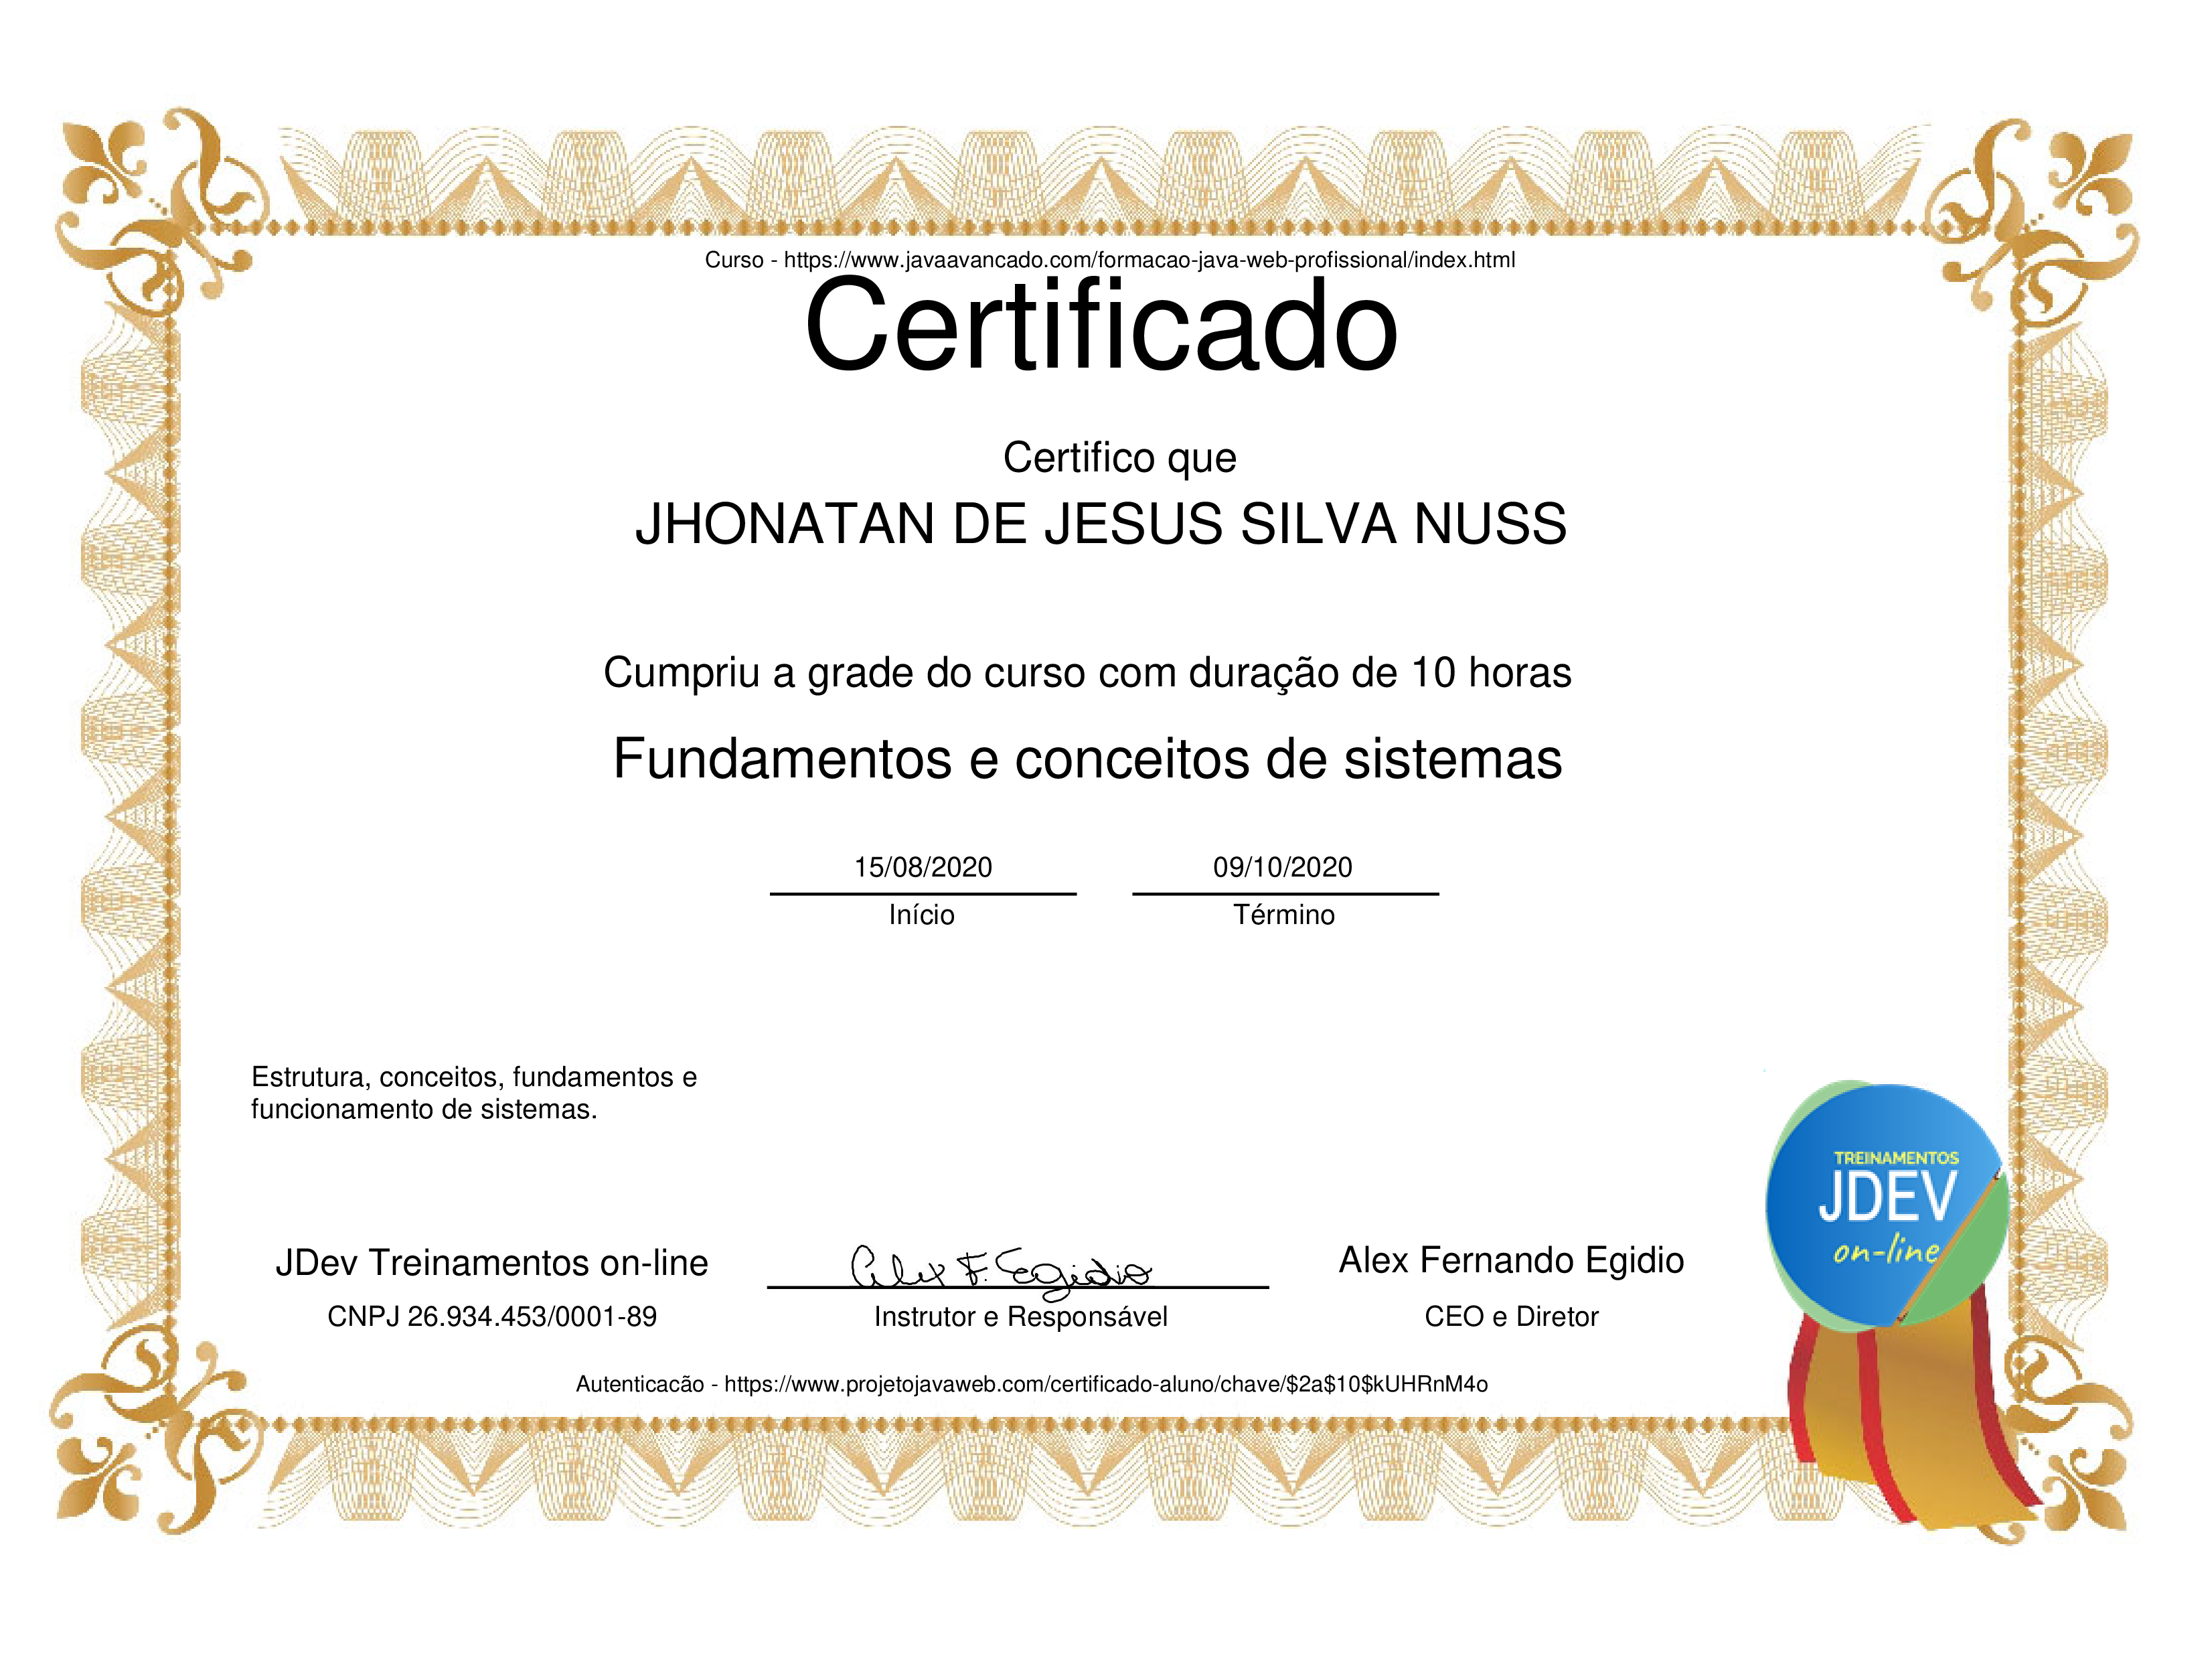 Curso - https://www.javaavancado.com/formacao-java-web-profissional/index.html
Certificado
Certifico que
JHONATAN DE JESUS SILVA NUSS
Cumpriu a grade do curso com duração de 10 horas
Fundamentos e conceitos de sistemas
15/08/2020 09/10/2020
Início Término
Estrutura, conceitos, fundamentos e
funcionamento de sistemas.
TREINAMENTOS
JDEV
on-line
JDev Treinamentos on-line Alex F. Egidio Alex Fernando Egidio
CNPJ 26.934.453/0001-89 Instrutor e Responsável CEO e Diretor
Autenticacão - https://www.projetojavaweb.com/certificado-aluno/chave/$2a$10$kUHRnM4o